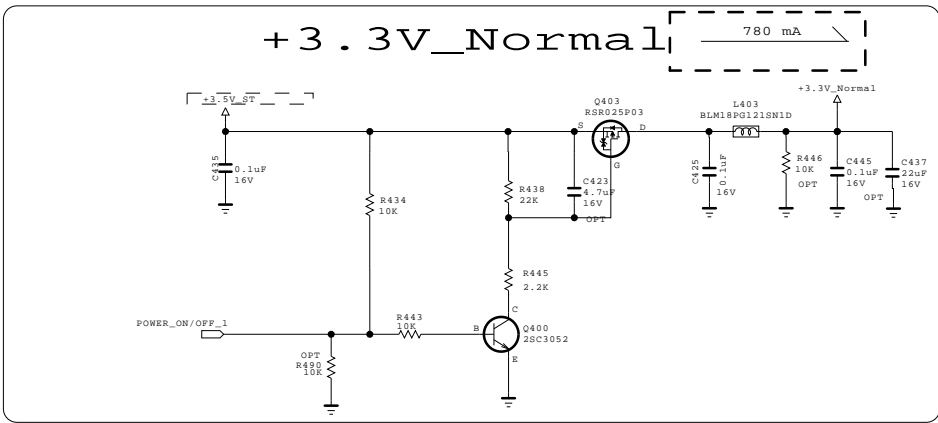 +3.3V_Normal
780 mA
+3.5V_ST
Q403
RSR025P03
S
D
G
L403
BLM18PG121SN1D
+3.3V_Normal
C435
0.1uF
16V
R434
10K
R438
22K
C423
4.7uF
16V
OPT
C425
0.1uF
16V
R446
10K
OPT
C445
0.1uF
16V
C437
22uF
16V
OPT
R445
2.2K
POWER_ON/OFF_1
R443
10K
B
C
Q400
2SC3052
E
OPT
R490
10K